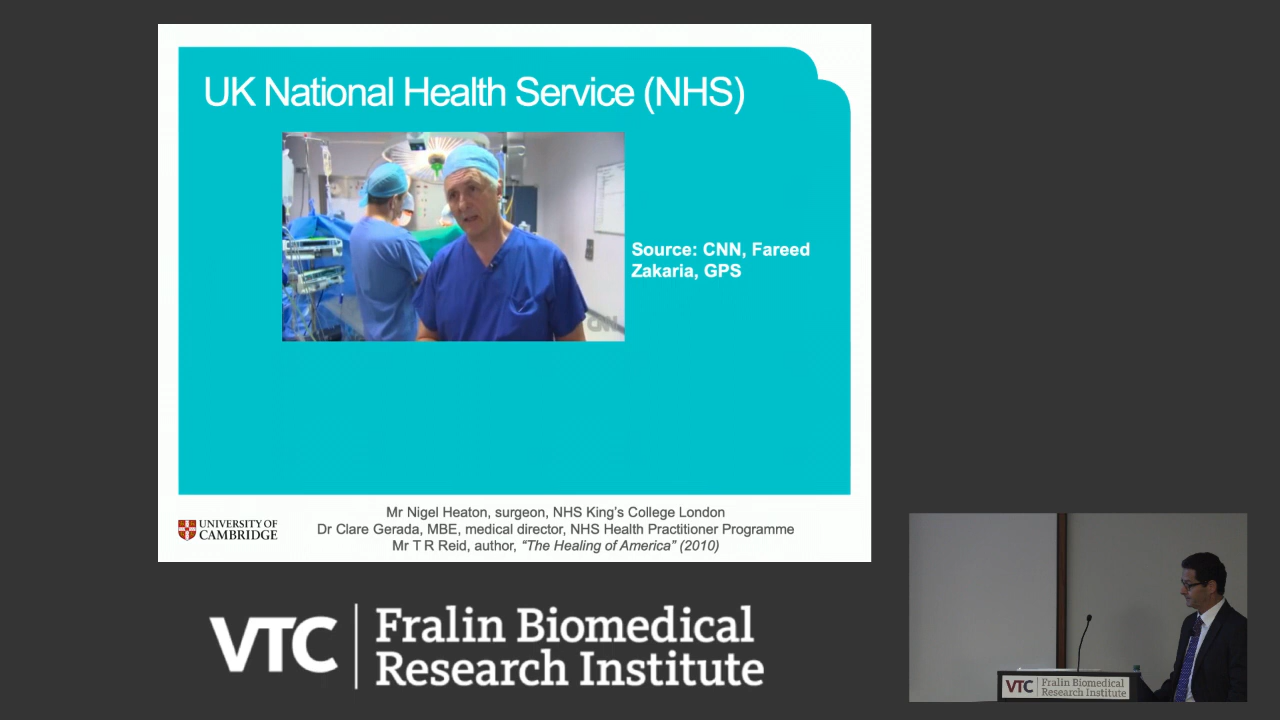 UK National Health Service (NHS)
Source: CNN, Fareed
Zakaria, GPS
CNN
Mr Nigel Heaton, surgeon, NHS King's College London
Dr Clare Gerada, MBE, medical director, NHS Health Practitioner Programme
Mr T R Reid, author, "The Healing of America" (2010)
UNIVERSITY OF
CAMBRIDGE
VTC
Fralin Biomedical
Research Institute
VTC
Fralin Biomedical
Research Institute